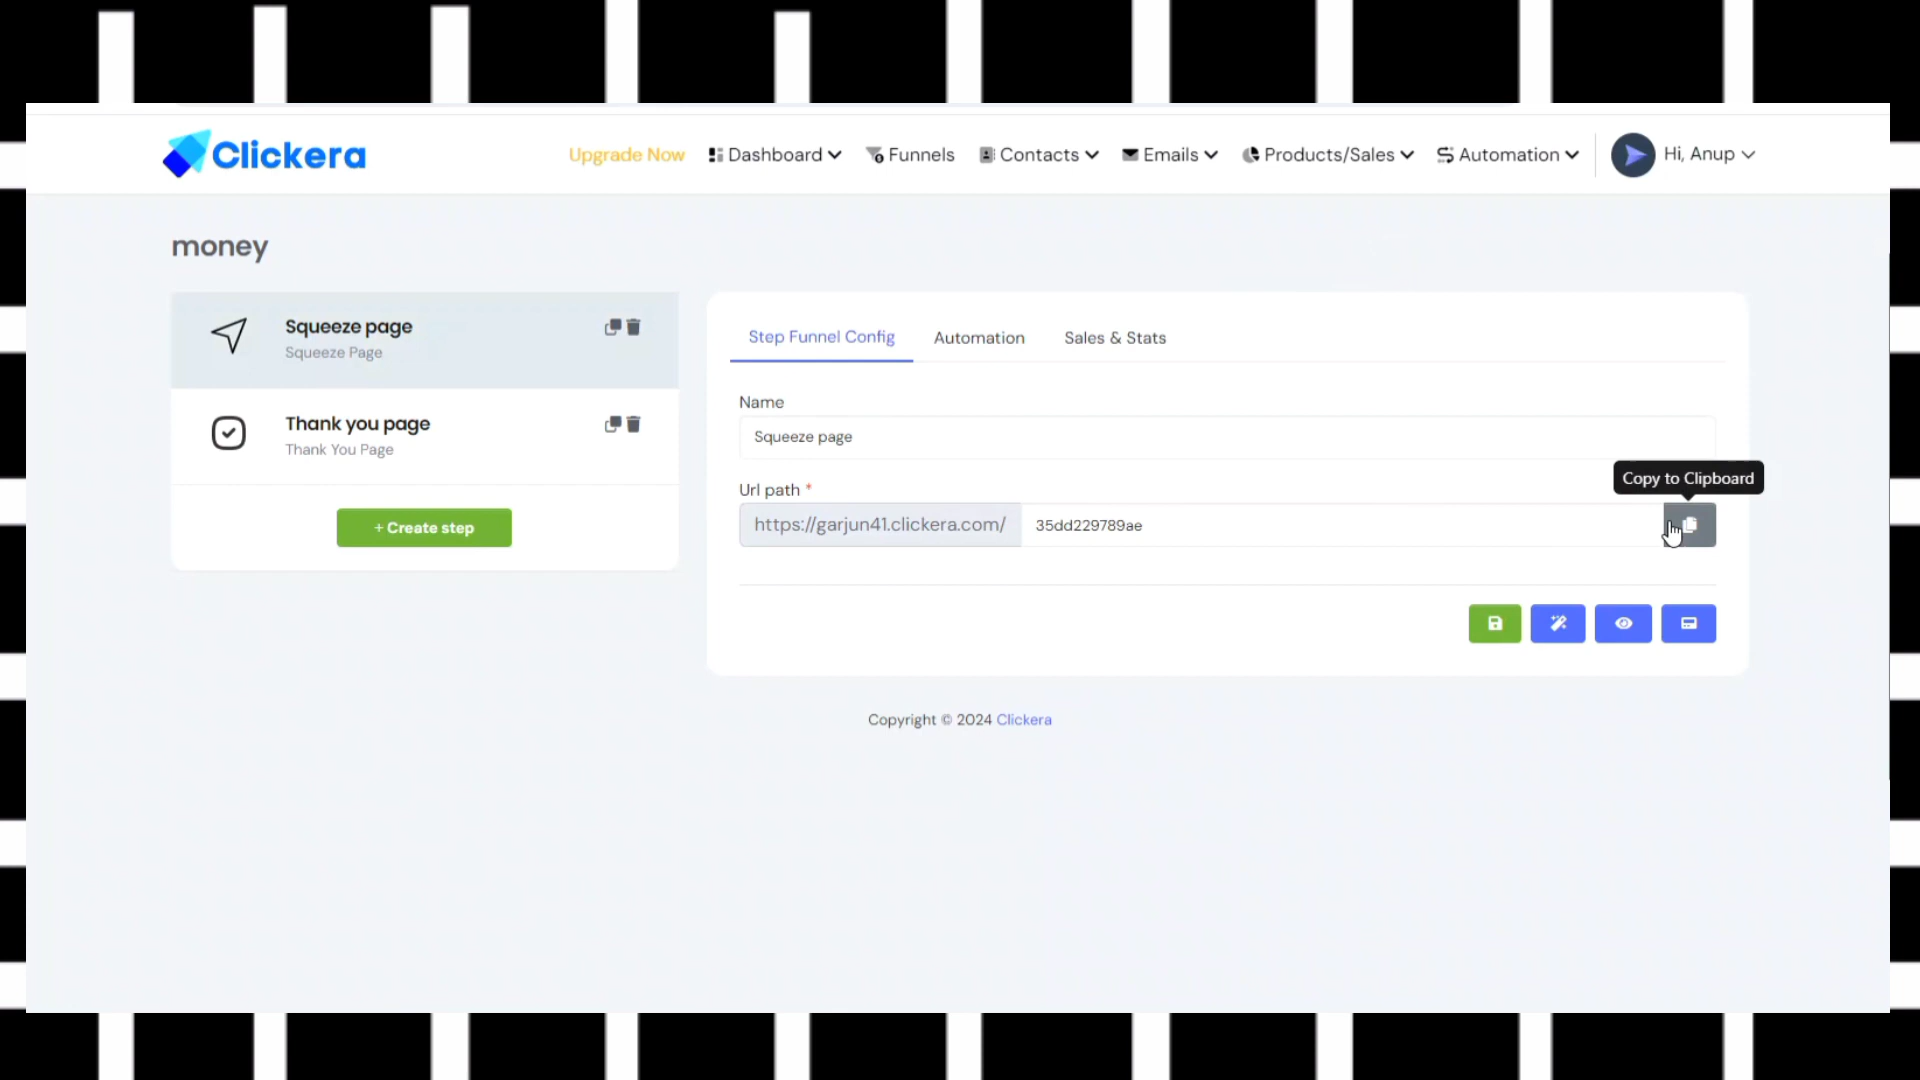 Clickera
Upgrade Now Dashboard Funnels Contacts Emails Products/Sales Automation Hi, Anup
money
Squeeze page
Squeeze Page
Thank you page
Thank You Page
+ Create step
Step Funnel Config Automation Sales & Stats
Name
Squeeze page
Copy to Clipboard
Url path *
https://garjun41.clickera.com/ 35dd229789ae
Copyright © 2024 Clickera